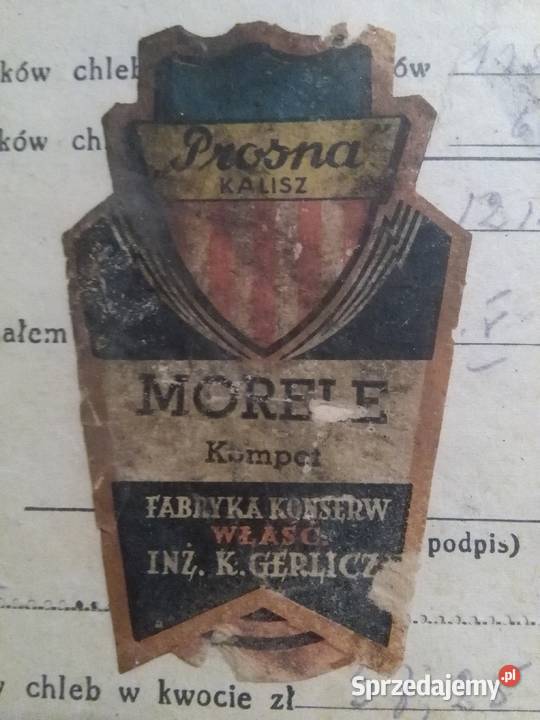 ków chleb ów
ków ch
„Prosna”
KALISZ
ałem
MORELE
Kompot
FABRYKA KONSERW
WŁAŚC.
INŻ. K. GERLICZ
podpis)
y chleb w kwocie zł
Sprzedajemy.pl